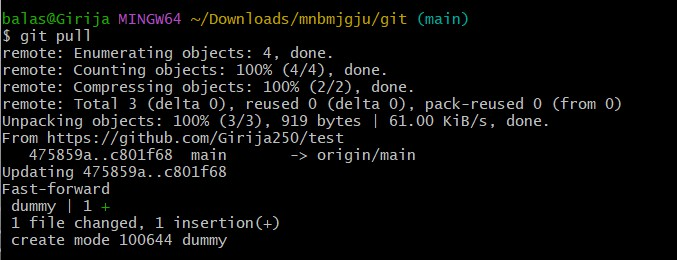 balas@Girija MINGW64 ~/Downloads/mnbmjgju/git (main)
$ git pull
remote: Enumerating objects: 4, done.
remote: Counting objects: 100% (4/4), done.
remote: Compressing objects: 100% (2/2), done.
remote: Total 3 (delta 0), reused 0 (delta 0), pack-reused 0 (from 0)
Unpacking objects: 100% (3/3), 919 bytes | 61.00 KiB/s, done.
From https://github.com/Girija250/test
   475859a..c801f68  main       -> origin/main
Updating 475859a..c801f68
Fast-forward
 dummy | 1 +
 1 file changed, 1 insertion(+)
 create mode 100644 dummy